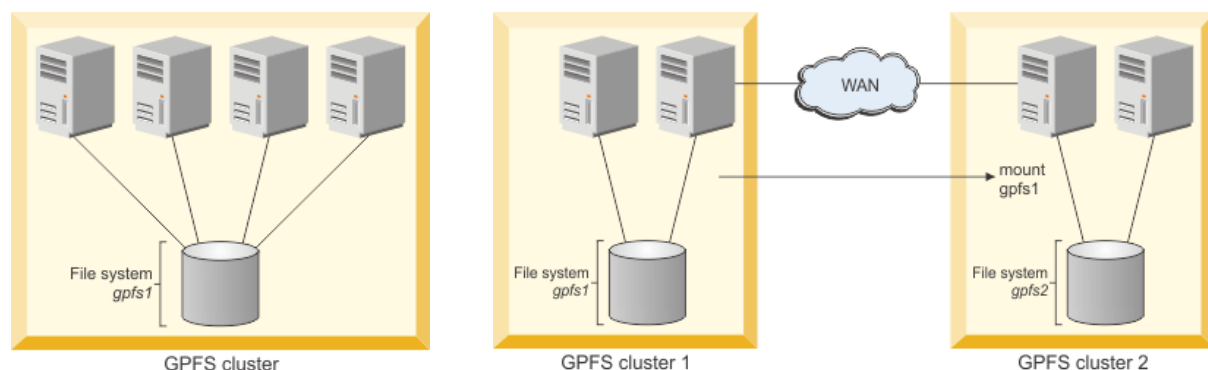 File system
gpfs1
GPFS cluster
WAN
mount
gpfs1
File system
gpfs1
GPFS cluster 1
File system
gpfs2
GPFS cluster 2